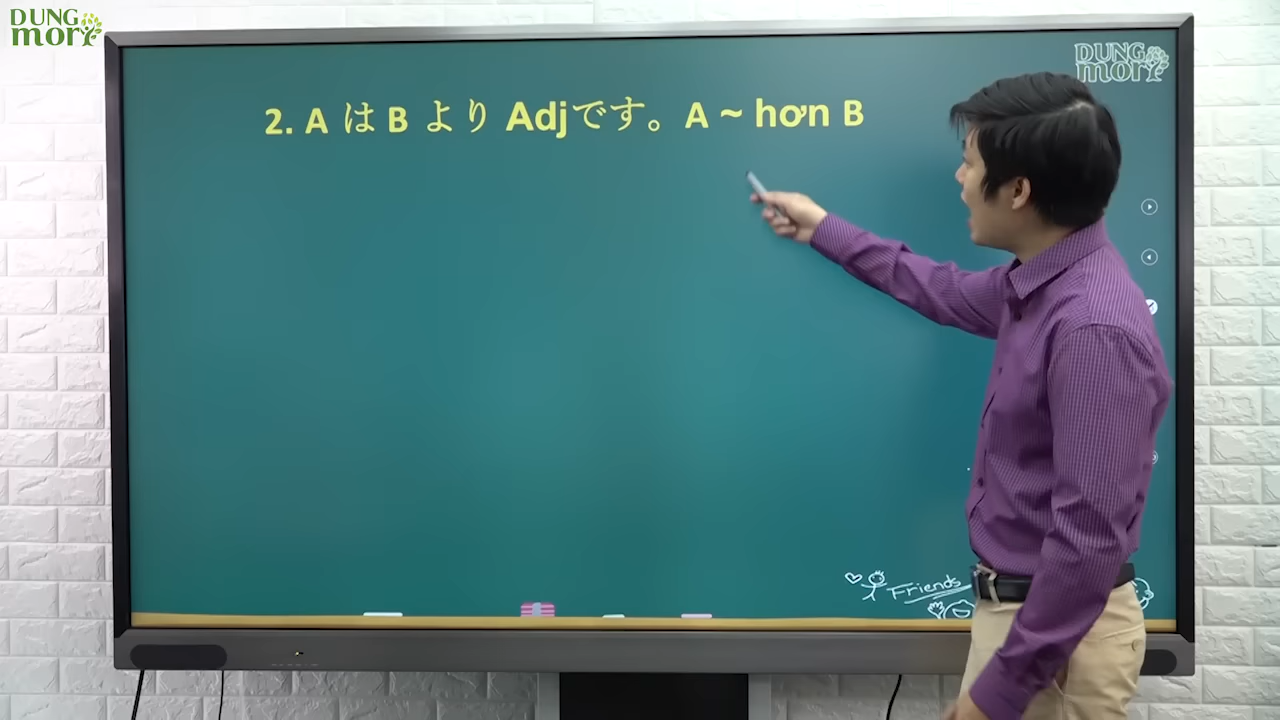 DUNG
mori
DUNG
mori
2. A は B より Adjです。A ~ hơn B
Friends